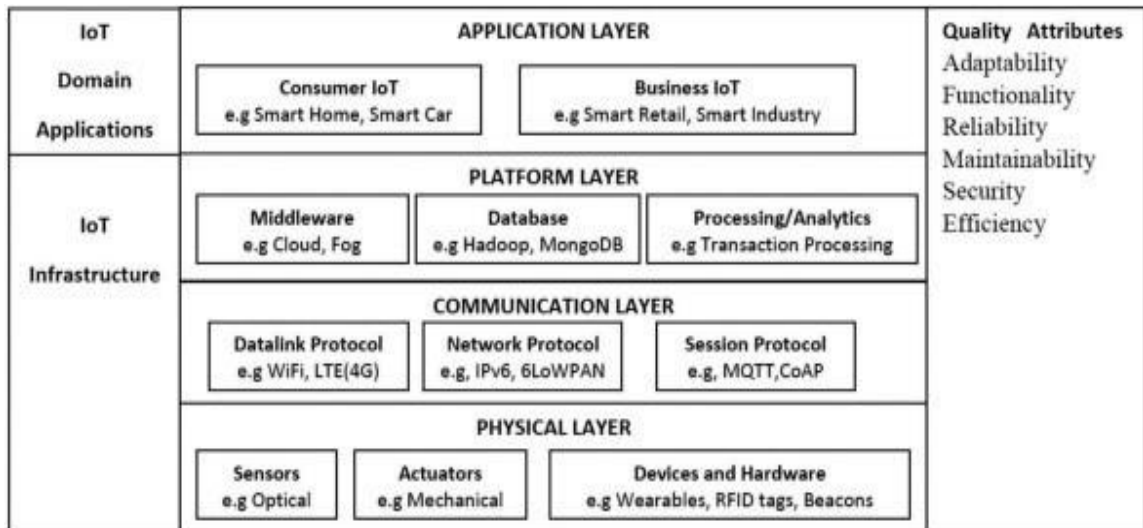 IoT
Domain
Applications
APPLICATION LAYER
Consumer IoT
e.g Smart Home, Smart Car
Business IoT
e.g Smart Retail, Smart Industry
IoT
Infrastructure
PLATFORM LAYER
Middleware
e.g Cloud, Fog
Database
e.g Hadoop, MongoDB
Processing/Analytics
e.g Transaction Processing
COMMUNICATION LAYER
Datalink Protocol
e.g WiFi, LTE(4G)
Network Protocol
e.g, IPv6, 6LoWPAN
Session Protocol
e.g, MQTT,CoAP
PHYSICAL LAYER
Sensors
e.g Optical
Actuators
e.g Mechanical
Devices and Hardware
e.g Wearables, RFID tags, Beacons
Quality Attributes
Adaptability
Functionality
Reliability
Maintainability
Security
Efficiency